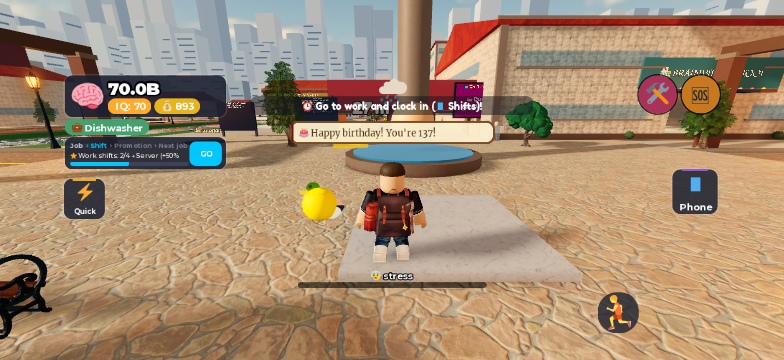 70.0B
IQ: 70
893
Dishwasher
Job › Shift › Promotion › Next job
Work shifts: 2/4 → Server (+50%
GO
Quick
Go to work and clock in ( Shifts)!
Happy birthday! You're 137!
SOS
Phone
stress